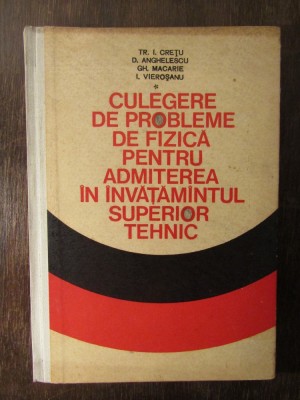 TR. I. CREȚU
D. ANGHELESCU
GH. MACARIE
I. VIEROȘANU
CULEGERE
DE PROBLEME
DE FIZICĂ
PENTRU
ADMITEREA
ÎN ÎNVĂȚĂMÎNTUL
SUPERIOR
TEHNIC